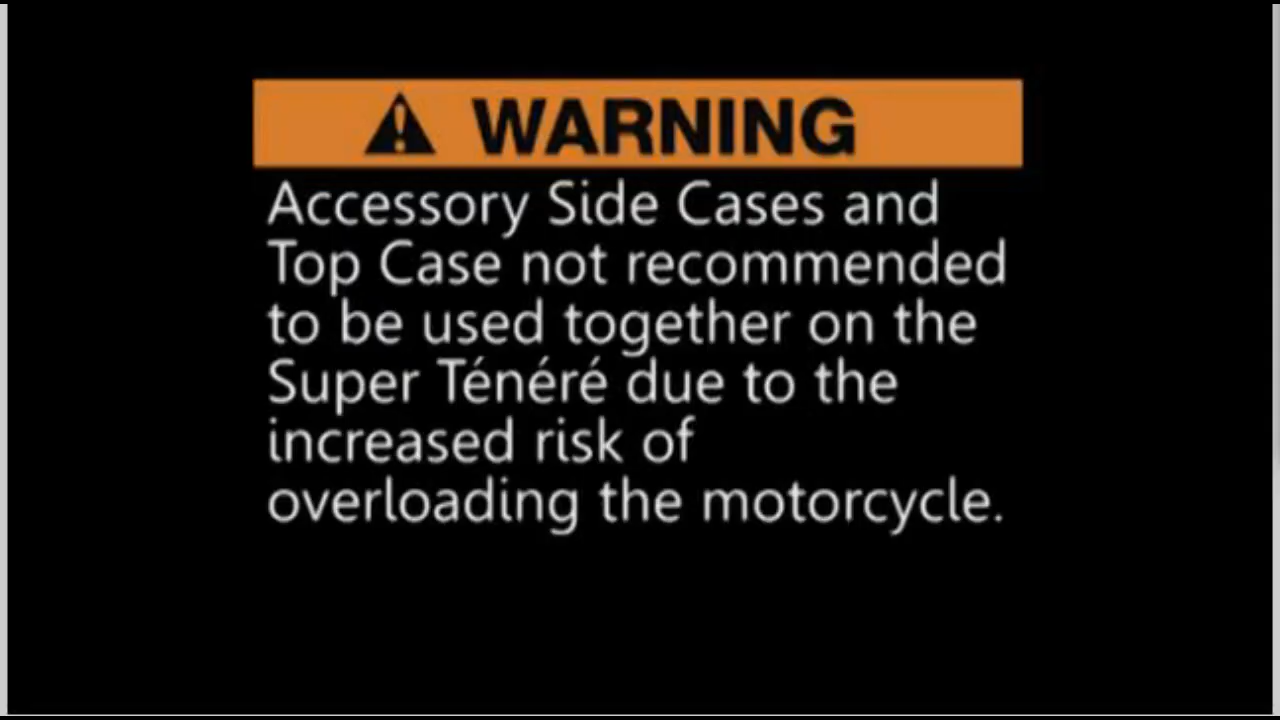 WARNING
Accessory Side Cases and
Top Case not recommended
to be used together on the
Super Ténéré due to the
increased risk of
overloading the motorcycle.